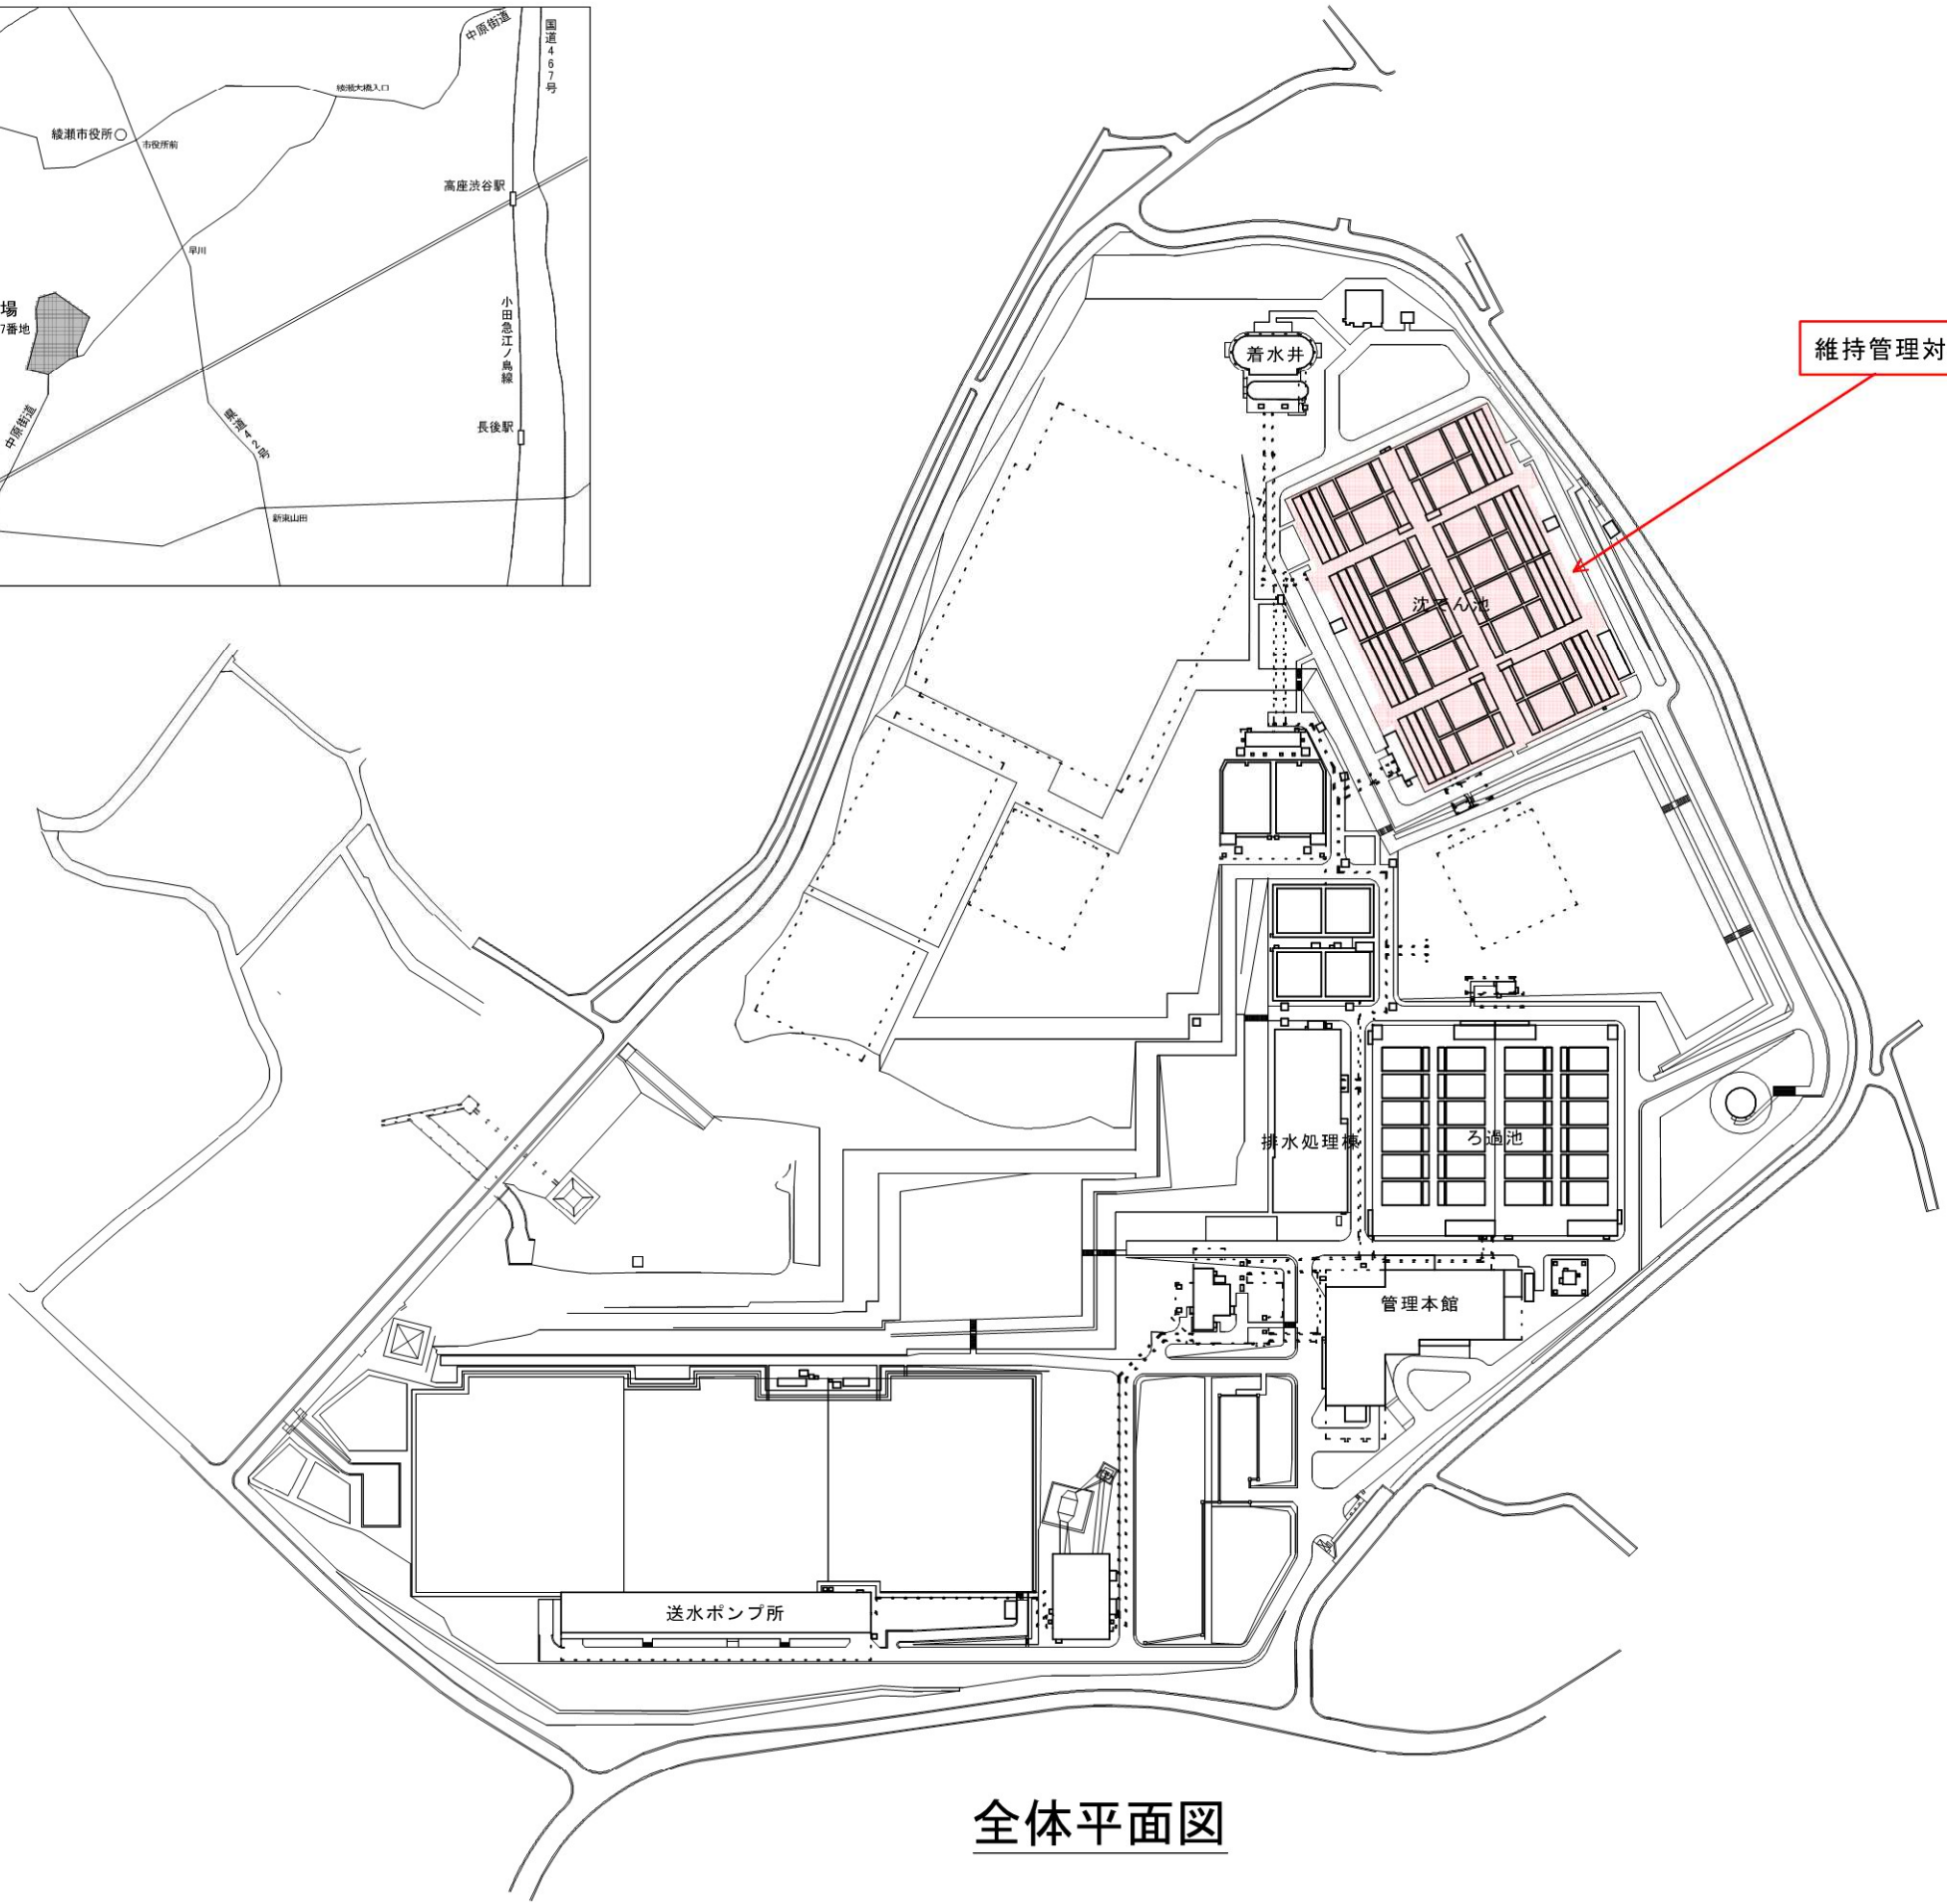 中原街道
国道467号
綾瀬大橋入口
綾瀬市役所
市役所前
高座渋谷駅
早川
場
7番地
小田急江ノ島線
中原街道
県道42号
長後駅
新東山田
着水井
維持管理対
沈でん池
排水処理棟
ろ過池
管理本館
送水ポンプ所
全体平面図